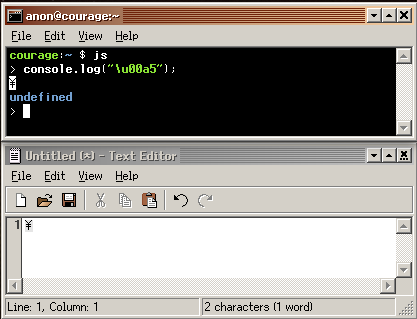 anon@courage:~
File Edit View Help
courage:~ $ js
> console.log("\u00a5");
¥
undefined
>
Untitled (*) - Text Editor
File Edit View Help
1 ¥
Line: 1, Column: 1 2 characters (1 word)